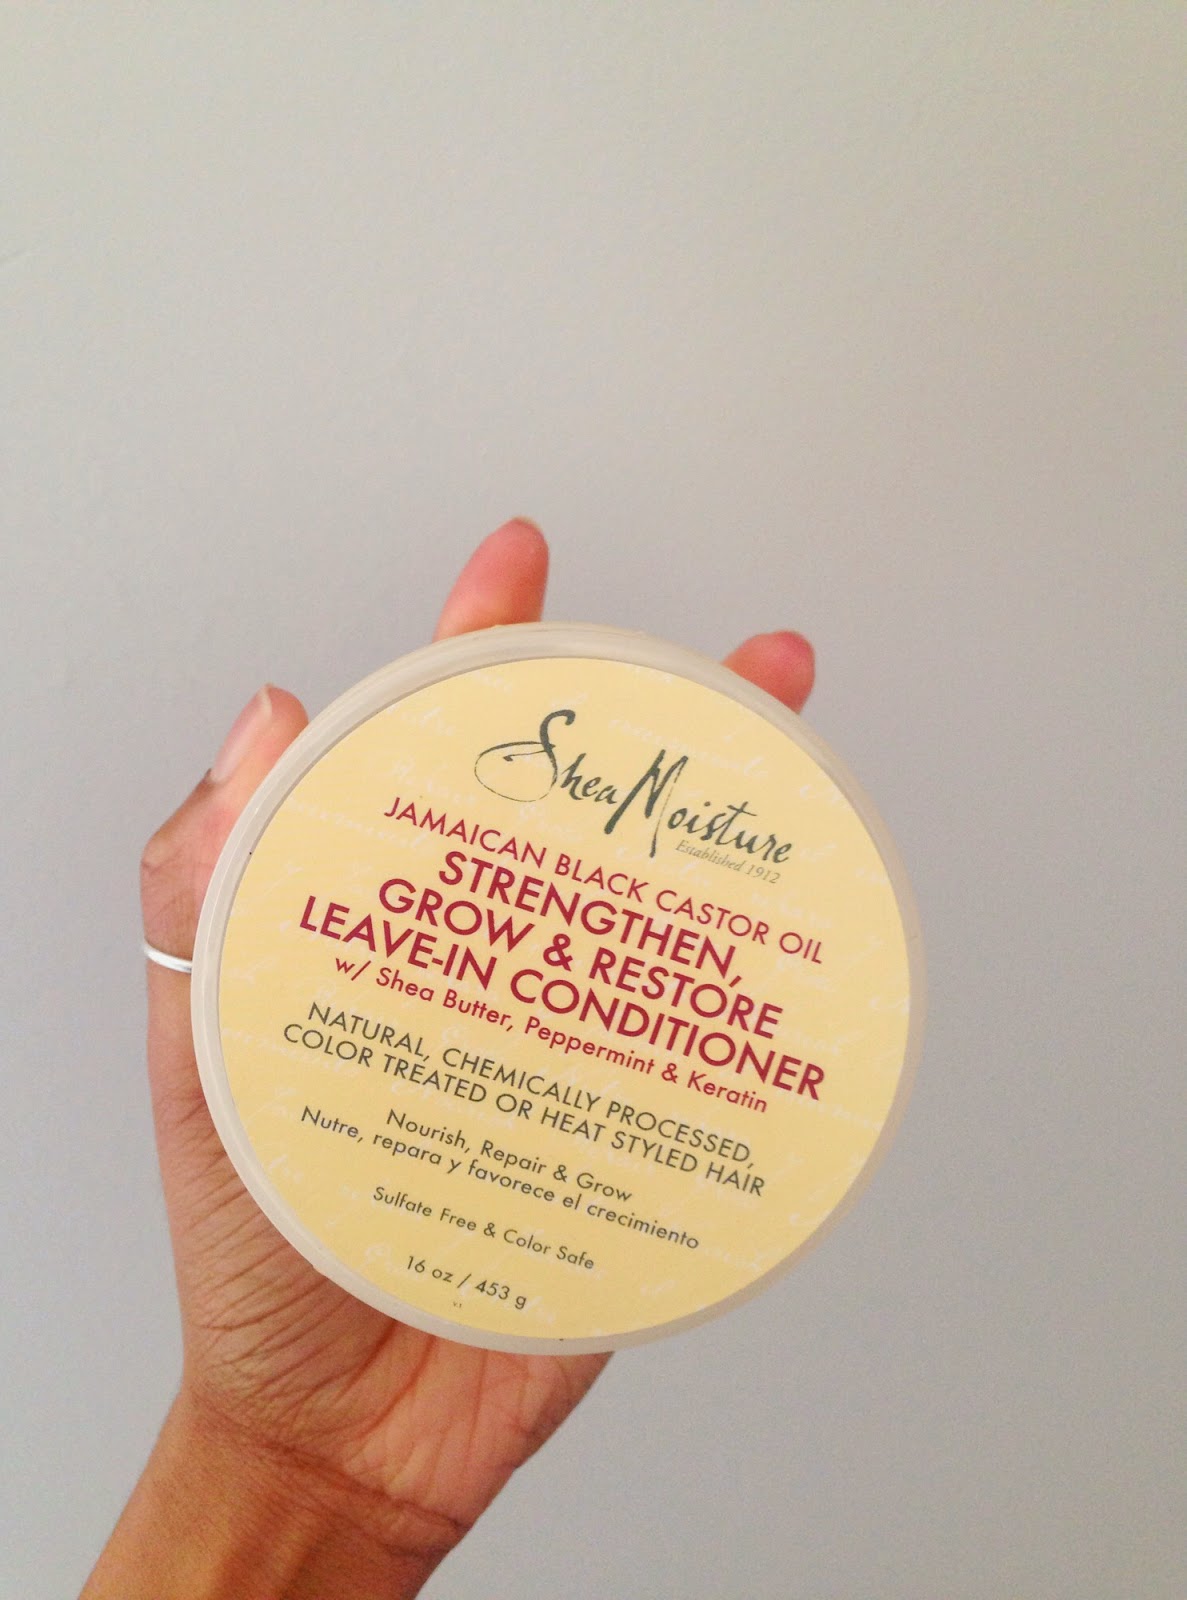 SheaMoisture
Established 1912
JAMAICAN BLACK CASTOR OIL
STRENGTHEN,
GROW & RESTORE
LEAVE-IN CONDITIONER
w/ Shea Butter, Peppermint & Keratin
NATURAL, CHEMICALLY PROCESSED,
COLOR TREATED OR HEAT STYLED HAIR
Nourish, Repair & Grow
Nutre, repara y favorece el crecimiento
Sulfate Free & Color Safe
16 oz / 453 g
v.1